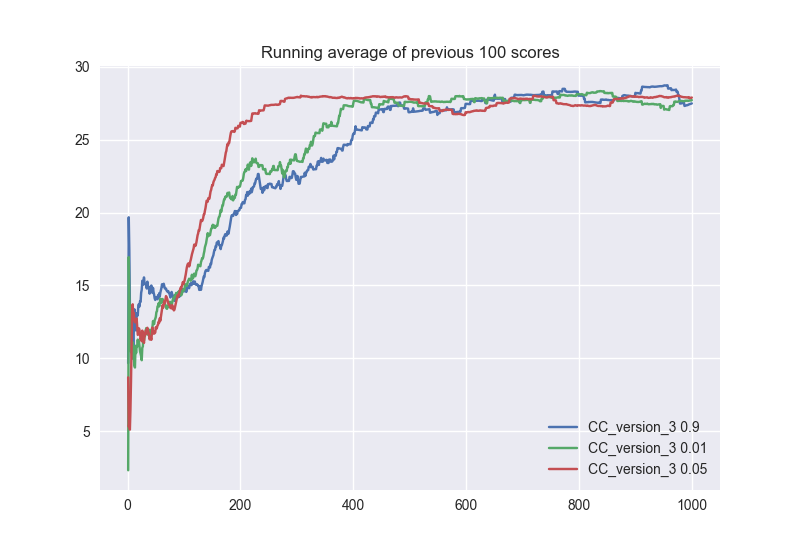 Running average of previous 100 scores
30
25
20
15
10
5
CC_version_3 0.9
CC_version_3 0.01
CC_version_3 0.05
0 200 400 600 800 1000